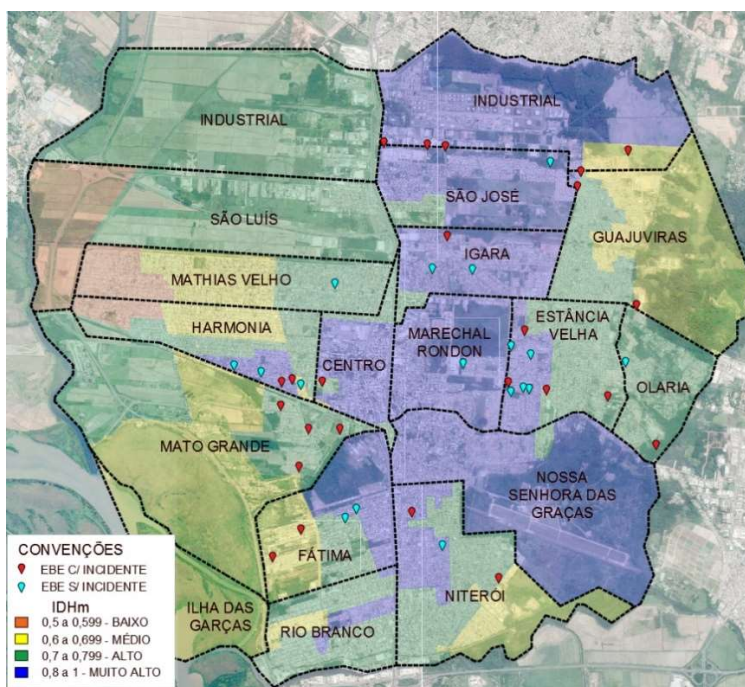 INDUSTRIAL
INDUSTRIAL
SÃO JOSÉ
SÃO LUÍS
GUAJUVIRAS
IGARA
MATHIAS VELHO
HARMONIA
ESTÂNCIA
VELHA
MARECHAL
RONDON
CENTRO
OLARIA
MATO GRANDE
NOSSA
SENHORA DAS
GRAÇAS
FÁTIMA
NITERÓI
ILHA DAS
GARÇAS
RIO BRANCO
CONVENÇÕES
EBE C/ INCIDENTE
EBE S/ INCIDENTE
IDHm
0,5 a 0,599 - BAIXO
0,6 a 0,699 - MÉDIO
0,7 a 0,799 - ALTO
0,8 a 1 - MUITO ALTO